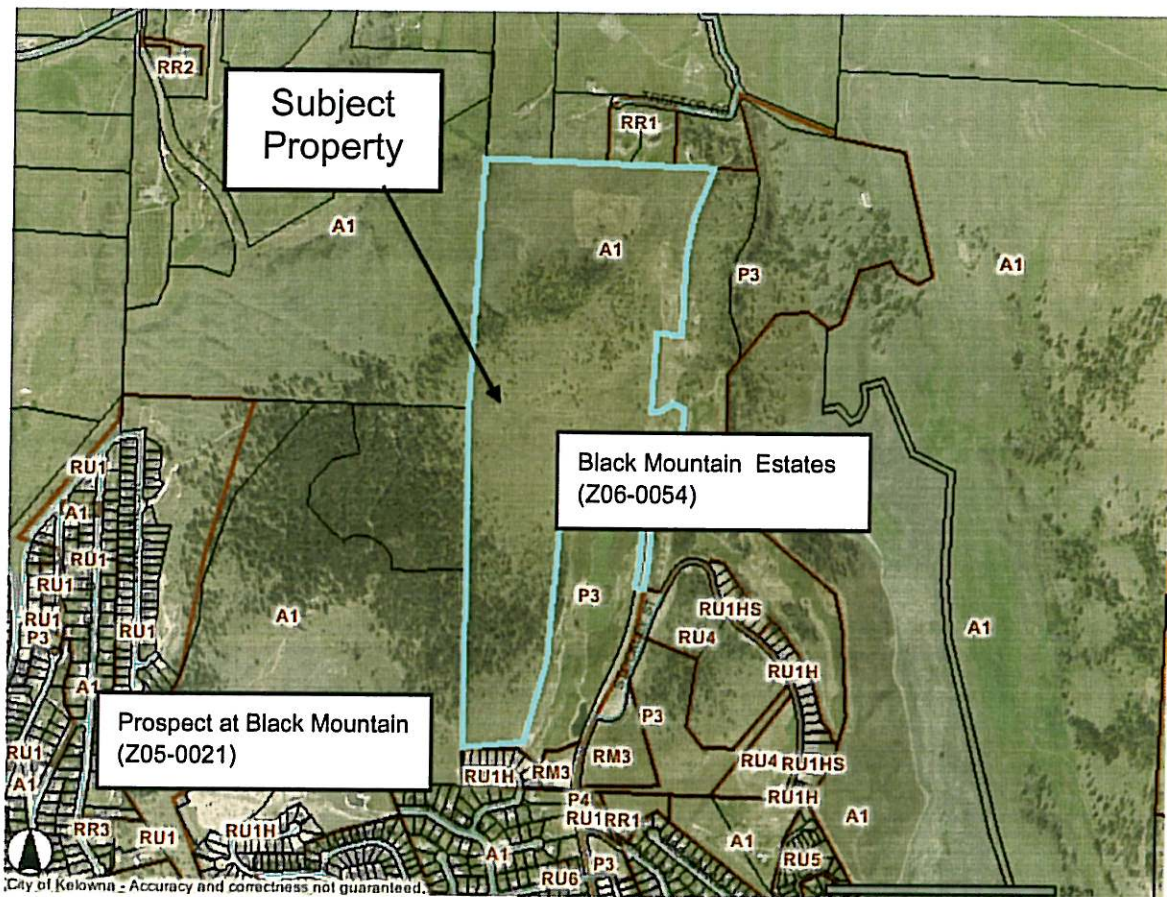 RR2
Subject
Property
RR1
A1
A1
P3
A1
Black Mountain Estates
(Z06-0054)
RU1
A1
RU1
RU1
RU1
P3
RU1
A1
P3
RU1HS
RU4
A1
RU1H
A1
P3
Prospect at Black Mountain
(Z05-0021)
RU1
A1
RU1H
RM3
RM3
RU4
RU1HS
RU1H
P4
RR3
RU1
RU1H
A1
RU1
RR1
A1
A1
RU5
P3
RU6
City of Kelowna - Accuracy and correctness not guaranteed.